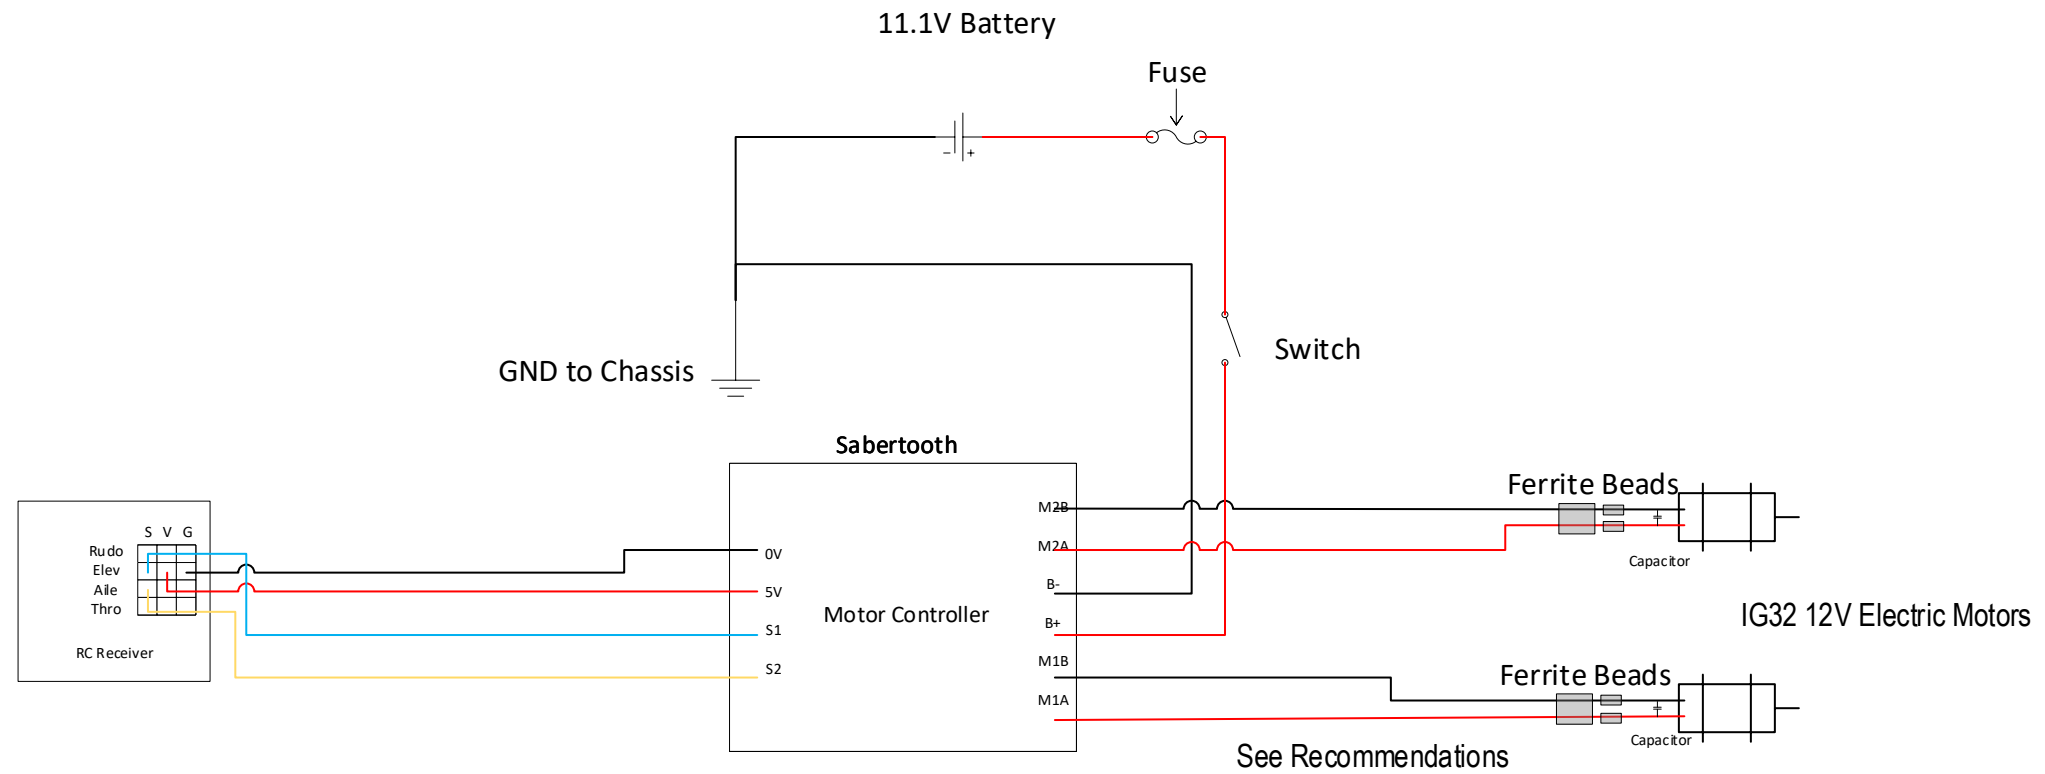 11.1V Battery
Fuse
- +
Switch
GND to Chassis
Sabertooth
Ferrite Beads
M2B
S V G
Rudo
M2A
0V
Elev
Capacitor
B-
Aile
5V
Thro
Motor Controller
IG32 12V Electric Motors
B+
S1
RC Receiver
M1B
S2
Ferrite Beads
M1A
Capacitor
See Recommendations